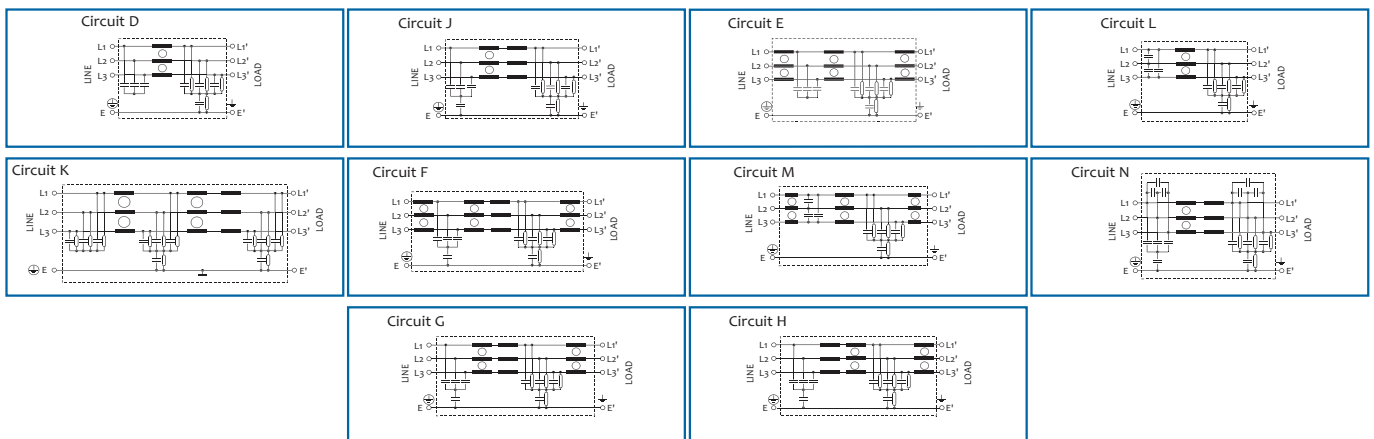 Circuit D
L1 L1'
L2 L2'
L3 L3'
LINE
LOAD
E E'
Circuit J
L1 L1'
L2 L2'
L3 L3'
LINE
LOAD
E E'
Circuit E
L1 L1'
L2 L2'
L3 L3'
LINE
LOAD
E E'
Circuit L
L1 L1'
L2 L2'
L3 L3'
LINE
LOAD
E E'
Circuit K
L1 L1'
L2 L2'
L3 L3'
LINE
LOAD
E E'
Circuit F
L1 L1'
L2 L2'
L3 L3'
LINE
LOAD
E E'
Circuit M
L1 L1'
L2 L2'
L3 L3'
LINE
LOAD
E E'
Circuit N
L1 L1'
L2 L2'
L3 L3'
LINE
LOAD
E E'
Circuit G
L1 L1'
L2 L2'
L3 L3'
LINE
LOAD
E E'
Circuit H
L1 L1'
L2 L2'
L3 L3'
LINE
LOAD
E E'